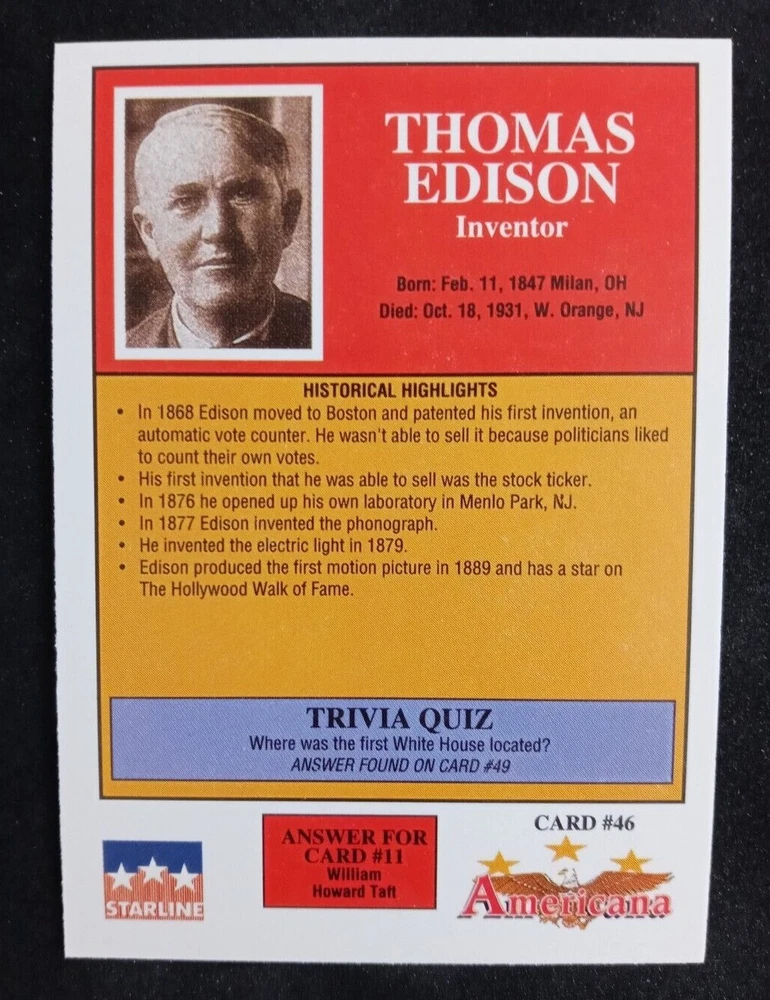 THOMAS
EDISON
Inventor
Born: Feb. 11, 1847 Milan, OH
Died: Oct. 18, 1931, W. Orange, NJ
HISTORICAL HIGHLIGHTS
• In 1868 Edison moved to Boston and patented his first invention, an
automatic vote counter. He wasn't able to sell it because politicians liked
to count their own votes.
• His first invention that he was able to sell was the stock ticker.
• In 1876 he opened up his own laboratory in Menlo Park, NJ.
• In 1877 Edison invented the phonograph.
• He invented the electric light in 1879.
• Edison produced the first motion picture in 1889 and has a star on
The Hollywood Walk of Fame.
TRIVIA QUIZ
Where was the first White House located?
ANSWER FOUND ON CARD #49
STARLINE
ANSWER FOR
CARD #11
William
Howard Taft
CARD #46
Americana